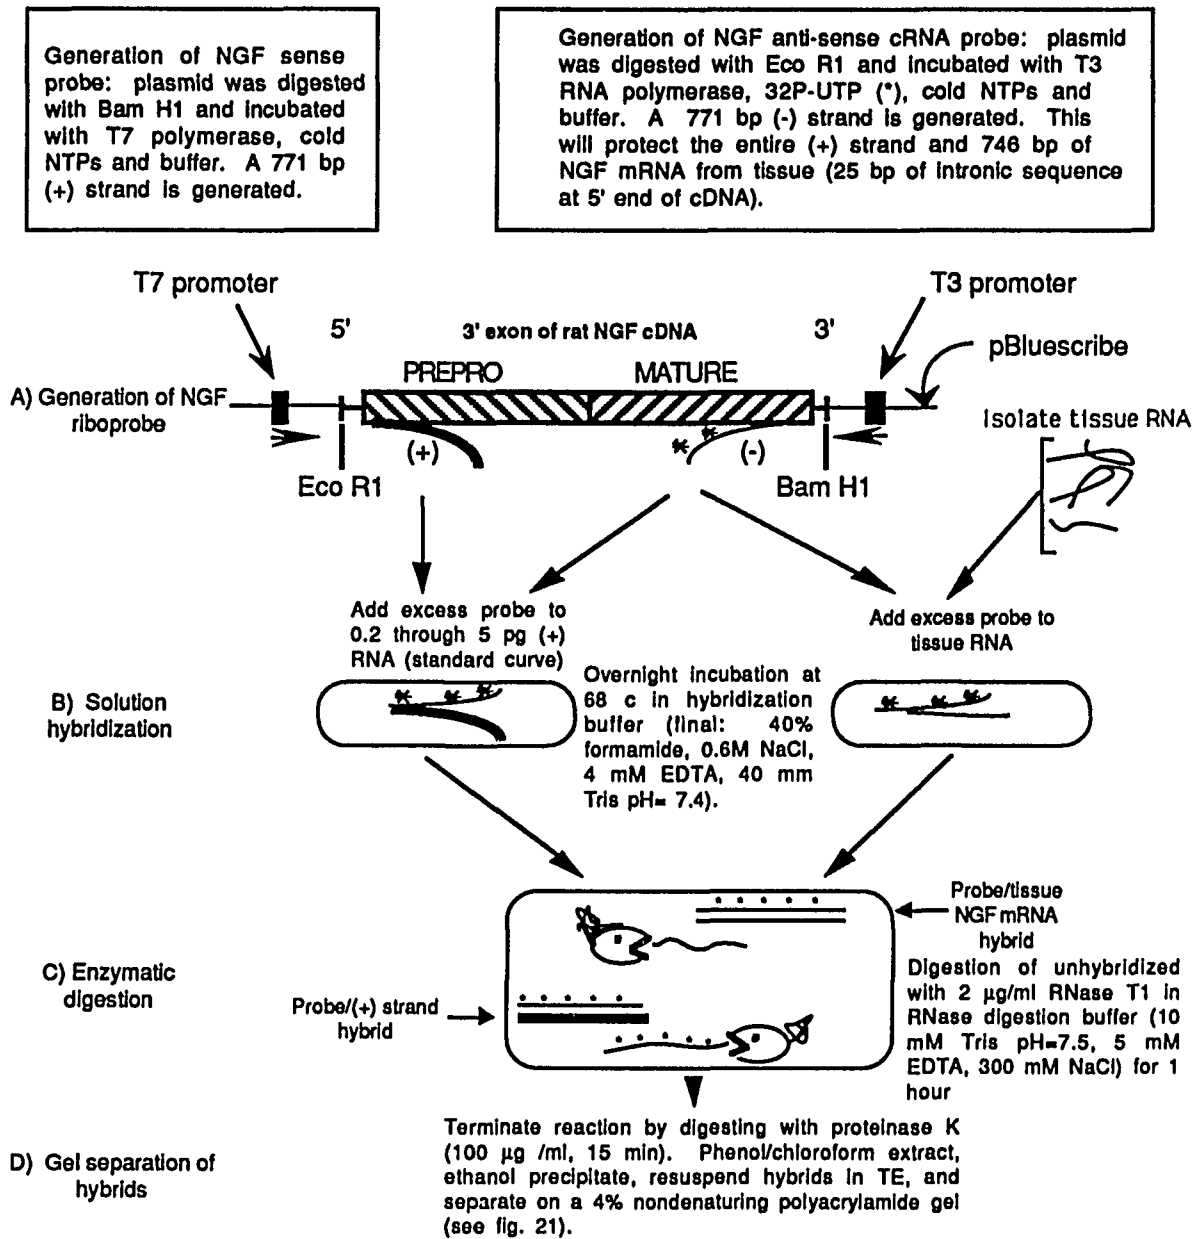 Generation of NGF sense
probe: plasmid was digested
with Bam H1 and incubated
with T7 polymerase, cold
NTPs and buffer. A 771 bp
(+) strand is generated.
Generation of NGF anti-sense cRNA probe: plasmid
was digested with Eco R1 and incubated with T3
RNA polymerase, 32P-UTP (*), cold NTPs and
buffer. A 771 bp (-) strand is generated. This
will protect the entire (+) strand and 746 bp of
NGF mRNA from tissue (25 bp of intronic sequence
at 5' end of cDNA).
T7 promoter
T3 promoter
5'
3' exon of rat NGF cDNA
3'
pBluescribe
PREPRO
MATURE
A) Generation of NGF
riboprobe
Isolate tissue RNA
(+)
(-)
Eco R1
Bam H1
Add excess probe to
0.2 through 5 pg (+)
RNA (standard curve)
Add excess probe to
tissue RNA
B) Solution
hybridization
Overnight incubation at
68 c in hybridization
buffer (final: 40%
formamide, 0.6M NaCl,
4 mM EDTA, 40 mm
Tris pH= 7.4).
Probe/tissue
NGF mRNA
hybrid
C) Enzymatic
digestion
Probe/(+) strand
hybrid
Digestion of unhybridized
with 2 µg/ml RNase T1 in
RNase digestion buffer (10
mM Tris pH=7.5, 5 mM
EDTA, 300 mM NaCl) for 1
hour
D) Gel separation of
hybrids
Terminate reaction by digesting with proteinase K
(100 µg /ml, 15 min). Phenol/chloroform extract,
ethanol precipitate, resuspend hybrids in TE, and
separate on a 4% nondenaturing polyacrylamide gel
(see fig. 21).